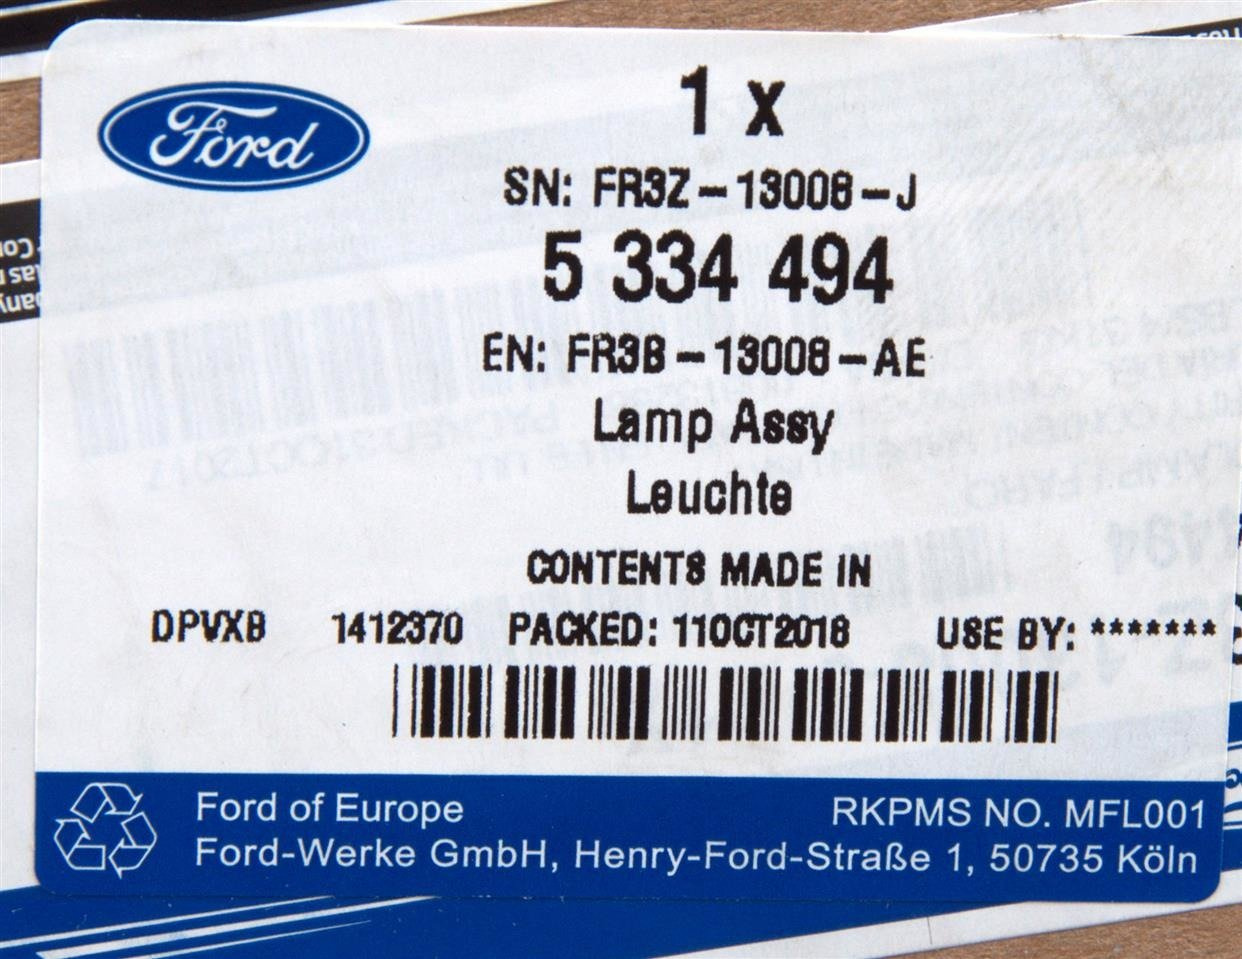 Ford
1 x
SN: FR3Z-13008-J
5 334 494
EN: FR3B-13008-AE
Lamp Assy
Leuchte
CONTENTS MADE IN
DPVXB 1412370 PACKED: 11OCT2018 USE BY: *******
Ford of Europe RKPMS NO. MFL001
Ford-Werke GmbH, Henry-Ford-Straße 1, 50735 Köln